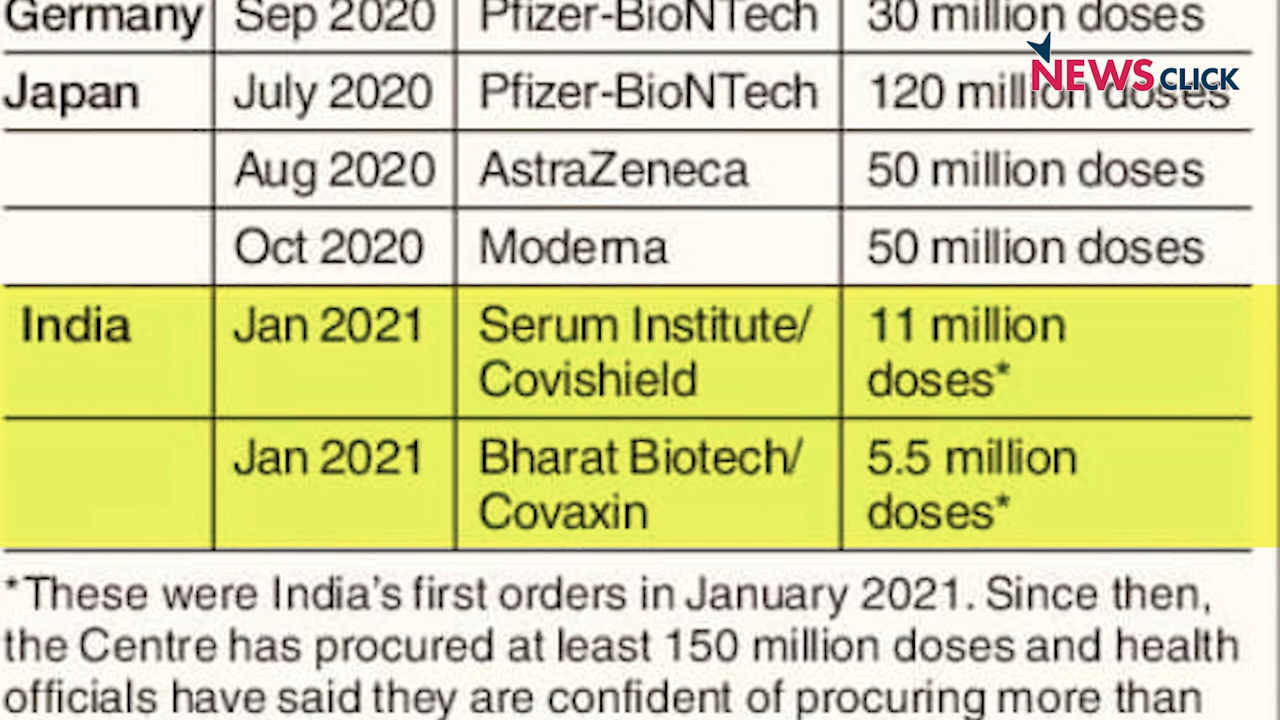 Germany Sep 2020 Pfizer-BioNTech 30 million doses
NEWSCLICK
Japan July 2020 Pfizer-BioNTech 120 million doses
Aug 2020 AstraZeneca 50 million doses
Oct 2020 Moderna 50 million doses
India Jan 2021 Serum Institute/ 11 million
Covishield doses*
Jan 2021 Bharat Biotech/ 5.5 million
Covaxin doses*
*These were India's first orders in January 2021. Since then,
the Centre has procured at least 150 million doses and health
officials have said they are confident of procuring more than